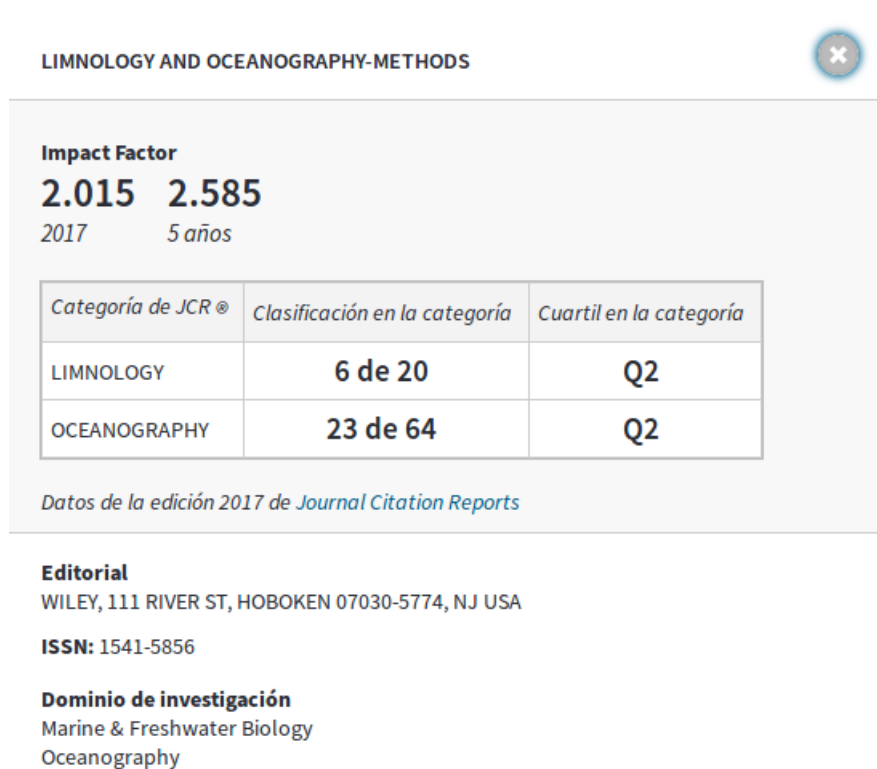 LIMNOLOGY AND OCEANOGRAPHY-METHODS
Impact Factor
2.015 2.585
2017 5 años
Categoría de JCR ® Clasificación en la categoría Cuartil en la categoría
LIMNOLOGY 6 de 20 Q2
OCEANOGRAPHY 23 de 64 Q2
Datos de la edición 2017 de Journal Citation Reports
Editorial
WILEY, 111 RIVER ST, HOBOKEN 07030-5774, NJ USA
ISSN: 1541-5856
Dominio de investigación
Marine & Freshwater Biology
Oceanography